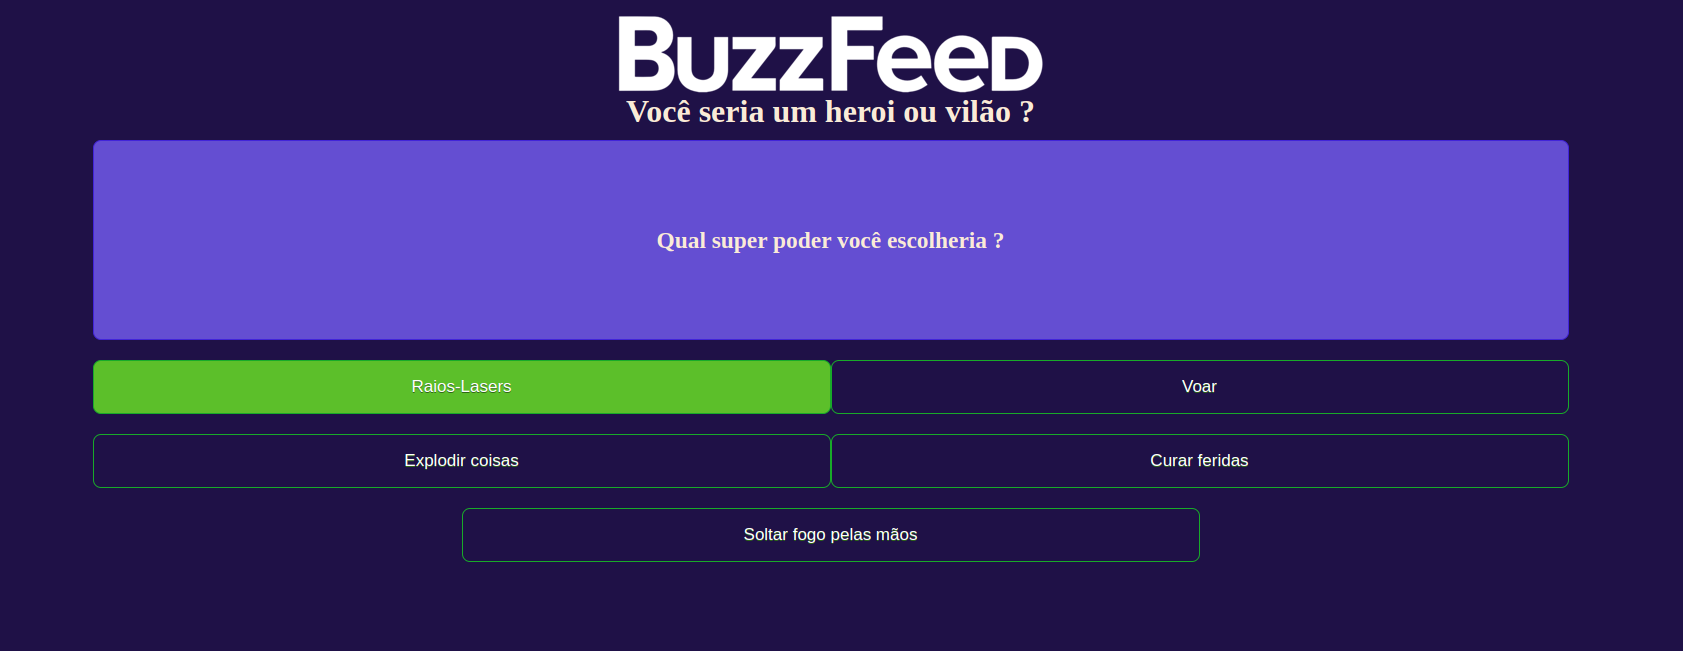 BuzzFeed
Você seria um heroi ou vilão ?
Qual super poder você escolheria ?
Raios-Lasers
Voar
Explodir coisas
Curar feridas
Soltar fogo pelas mãos